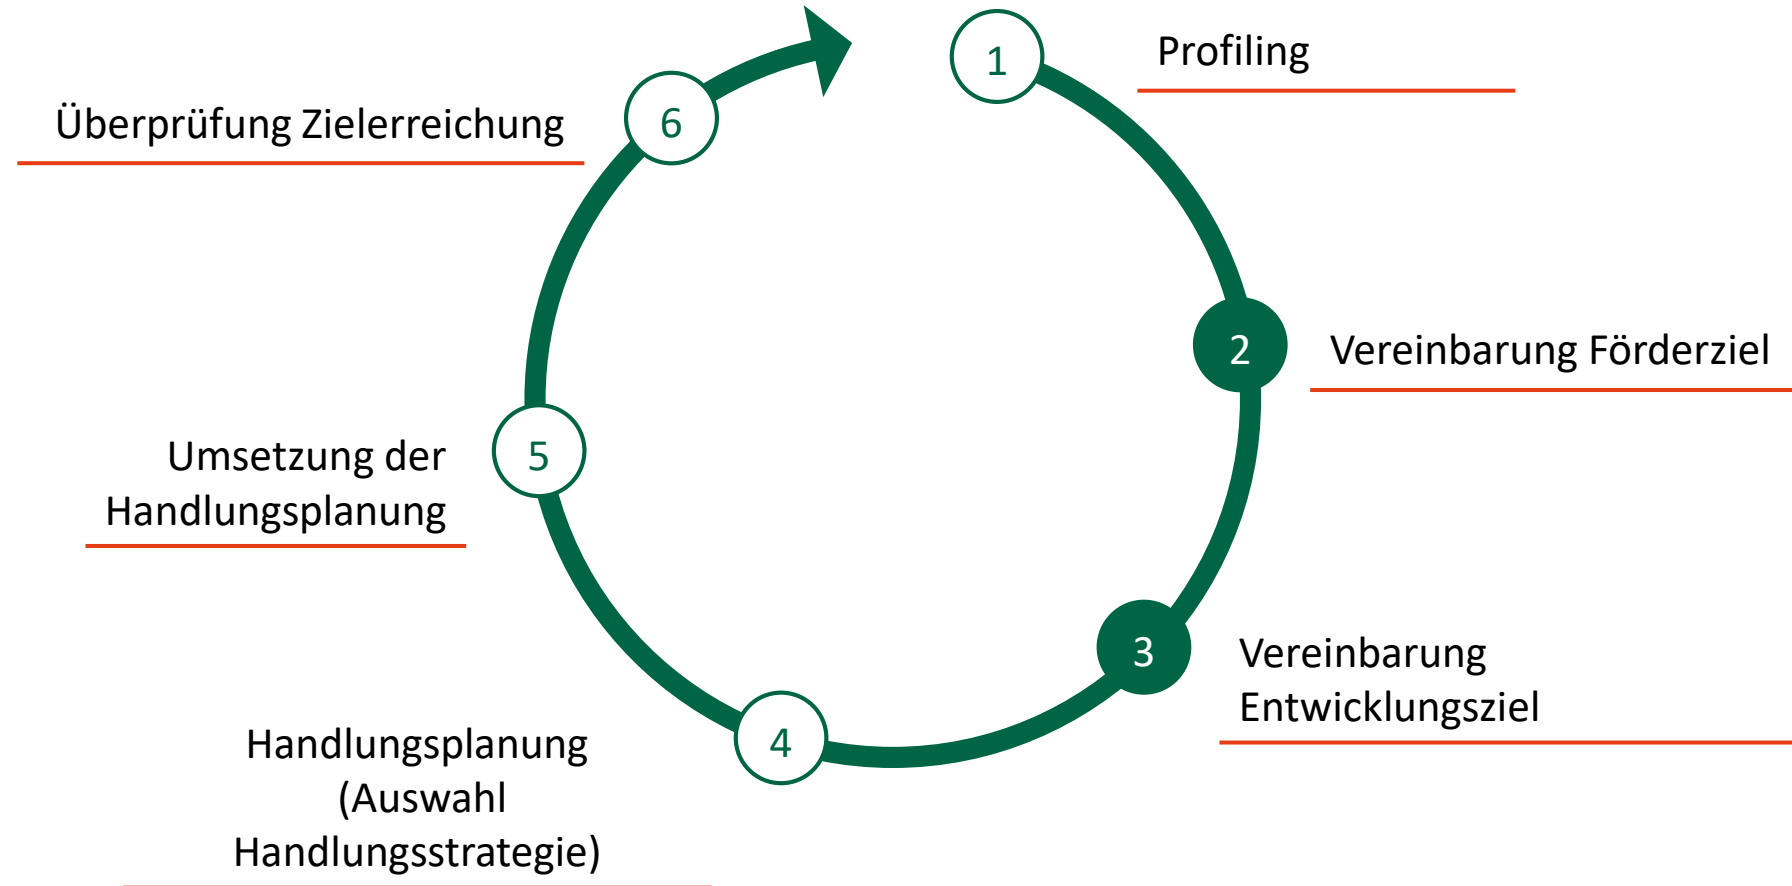 1
Profiling
2
Vereinbarung Förderziel
3
Vereinbarung
Entwicklungsziel
4
Handlungsplanung
(Auswahl
Handlungsstrategie)
5
Umsetzung der
Handlungsplanung
6
Überprüfung Zielerreichung